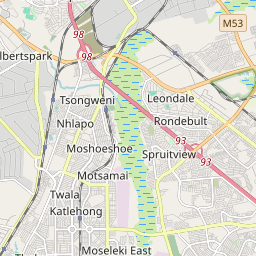 M53
98
lbertspark
98
Tsongweni
Leondale
Nhlapo
Rondebult
93
Moshoeshoe
Spruitview
93
Motsamai
Twala
Katlehong
Moseleki East